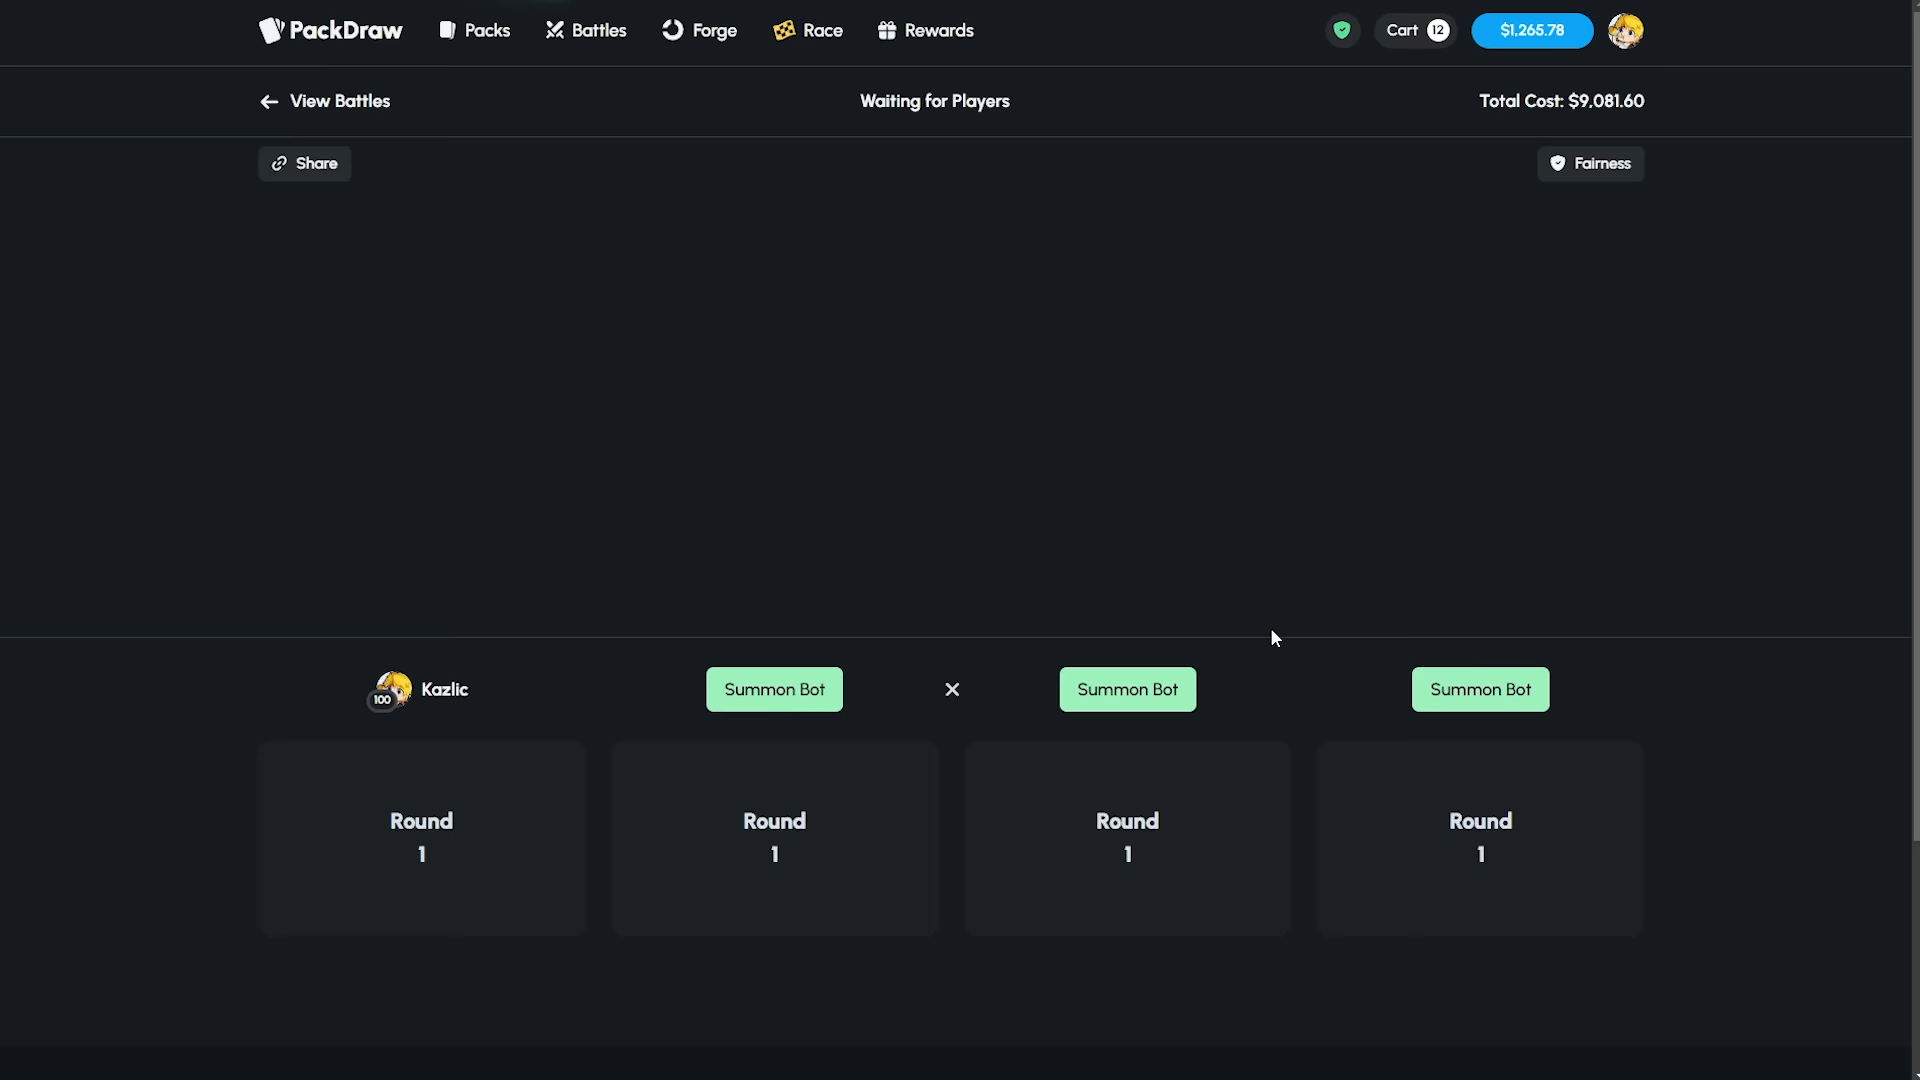 PackDraw Packs Battles Forge Race Rewards Cart 12 $1,265.78
View Battles Waiting for Players Total Cost: $9,081.60
Share Fairness
100 Kazlic Summon Bot Summon Bot Summon Bot
Round Round Round Round
1 1 1 1